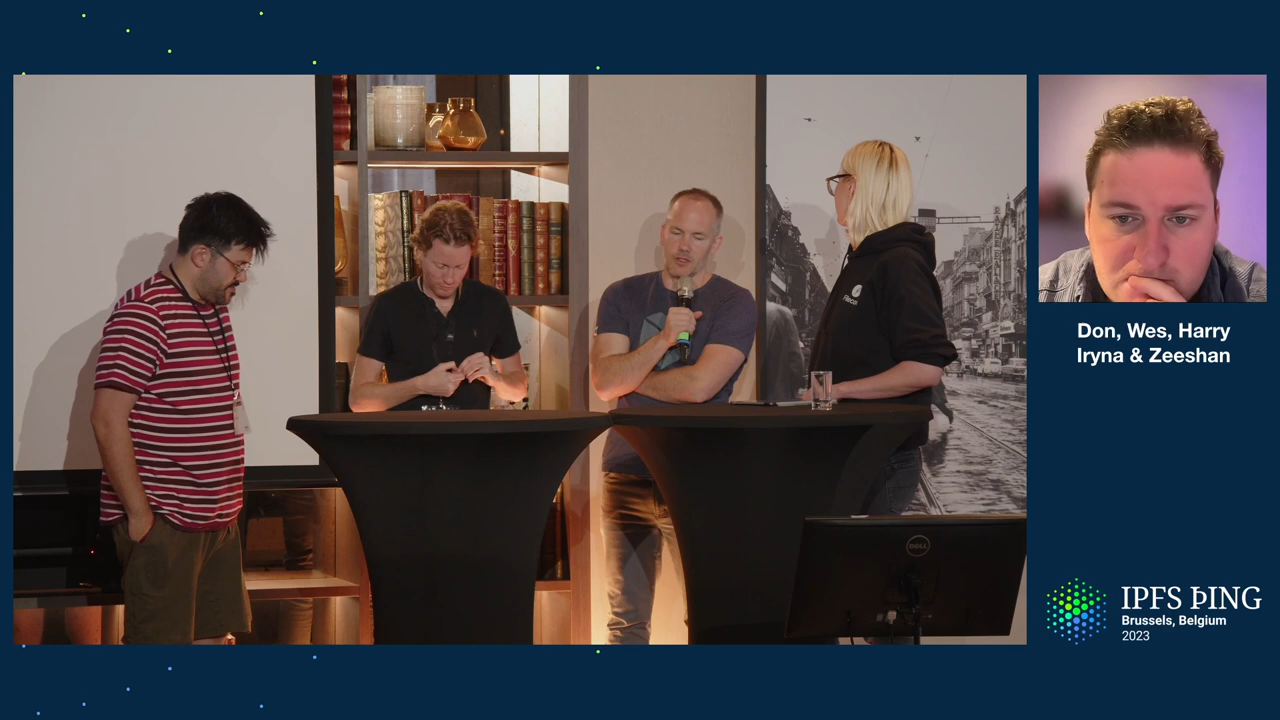 Don, Wes, Harry
Iryna & Zeeshan
DELL
IPFS ÞING
Brussels, Belgium
2023